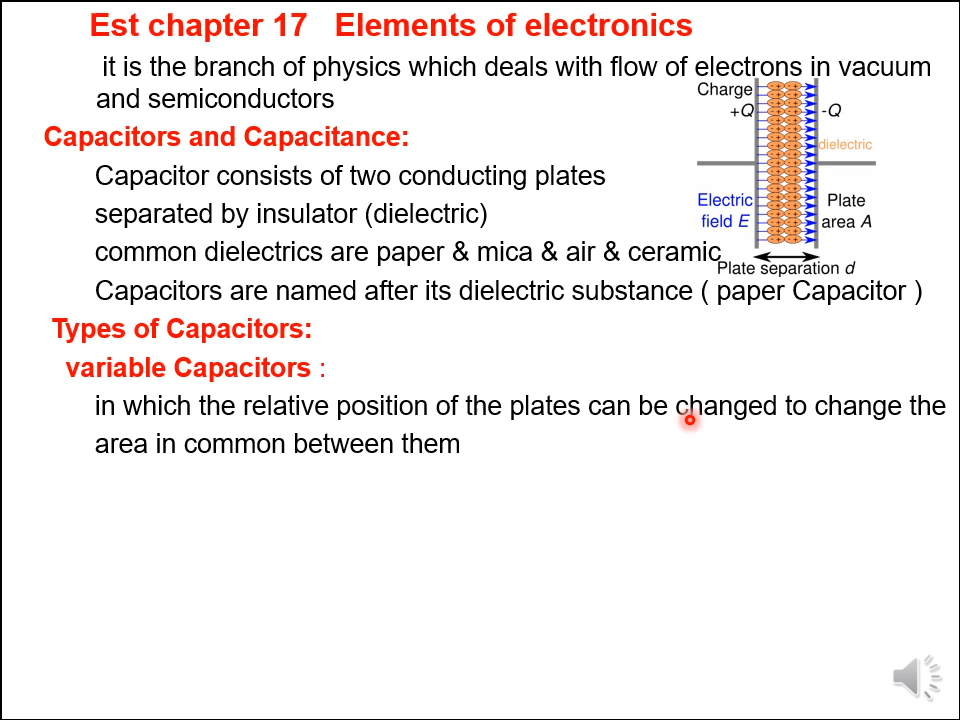 Est chapter 17 Elements of electronics
it is the branch of physics which deals with flow of electrons in vacuum
and semiconductors
Charge
+Q
-Q
dielectric
Electric
field E
Plate
area A
Plate separation d
Capacitors and Capacitance:
Capacitor consists of two conducting plates
separated by insulator (dielectric)
common dielectrics are paper & mica & air & ceramic
Capacitors are named after its dielectric substance ( paper Capacitor )
Types of Capacitors:
variable Capacitors :
in which the relative position of the plates can be changed to change the
area in common between them